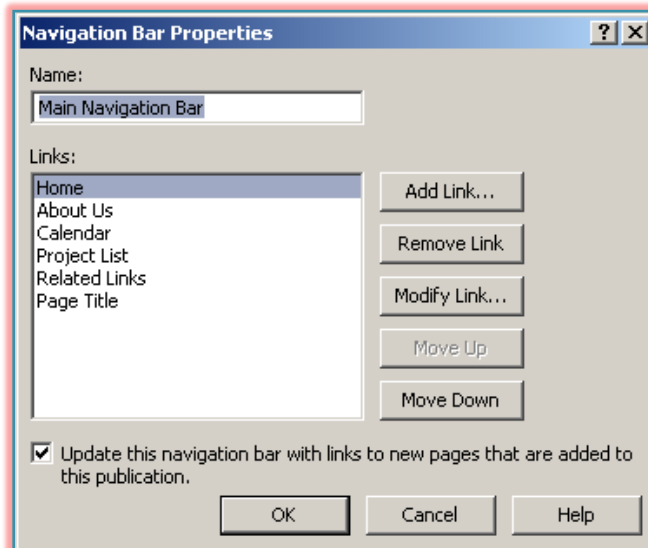 Navigation Bar Properties
Name:
Main Navigation Bar
Links:
Home
About Us
Calendar
Project List
Related Links
Page Title
Add Link...
Remove Link
Modify Link...
Move Up
Move Down
Update this navigation bar with links to new pages that are added to
this publication.
OK
Cancel
Help